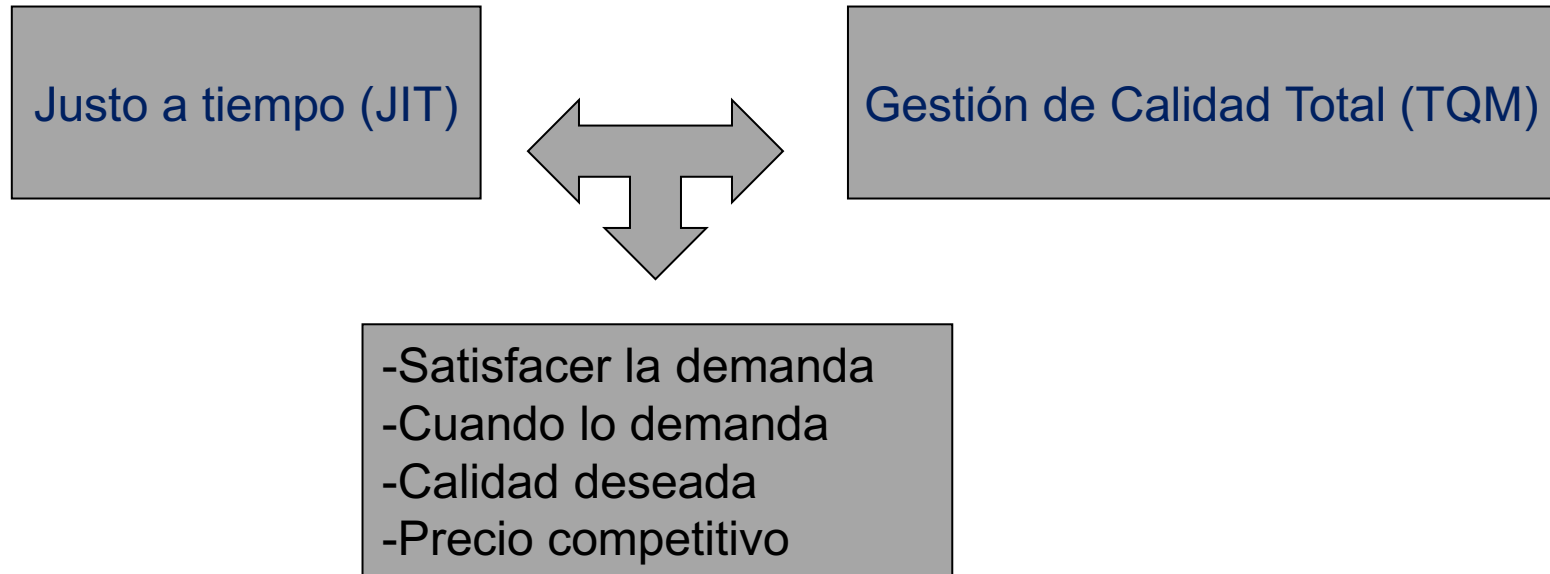 Justo a tiempo (JIT)
Gestión de Calidad Total (TQM)
-Satisfacer la demanda
-Cuando lo demanda
-Calidad deseada
-Precio competitivo